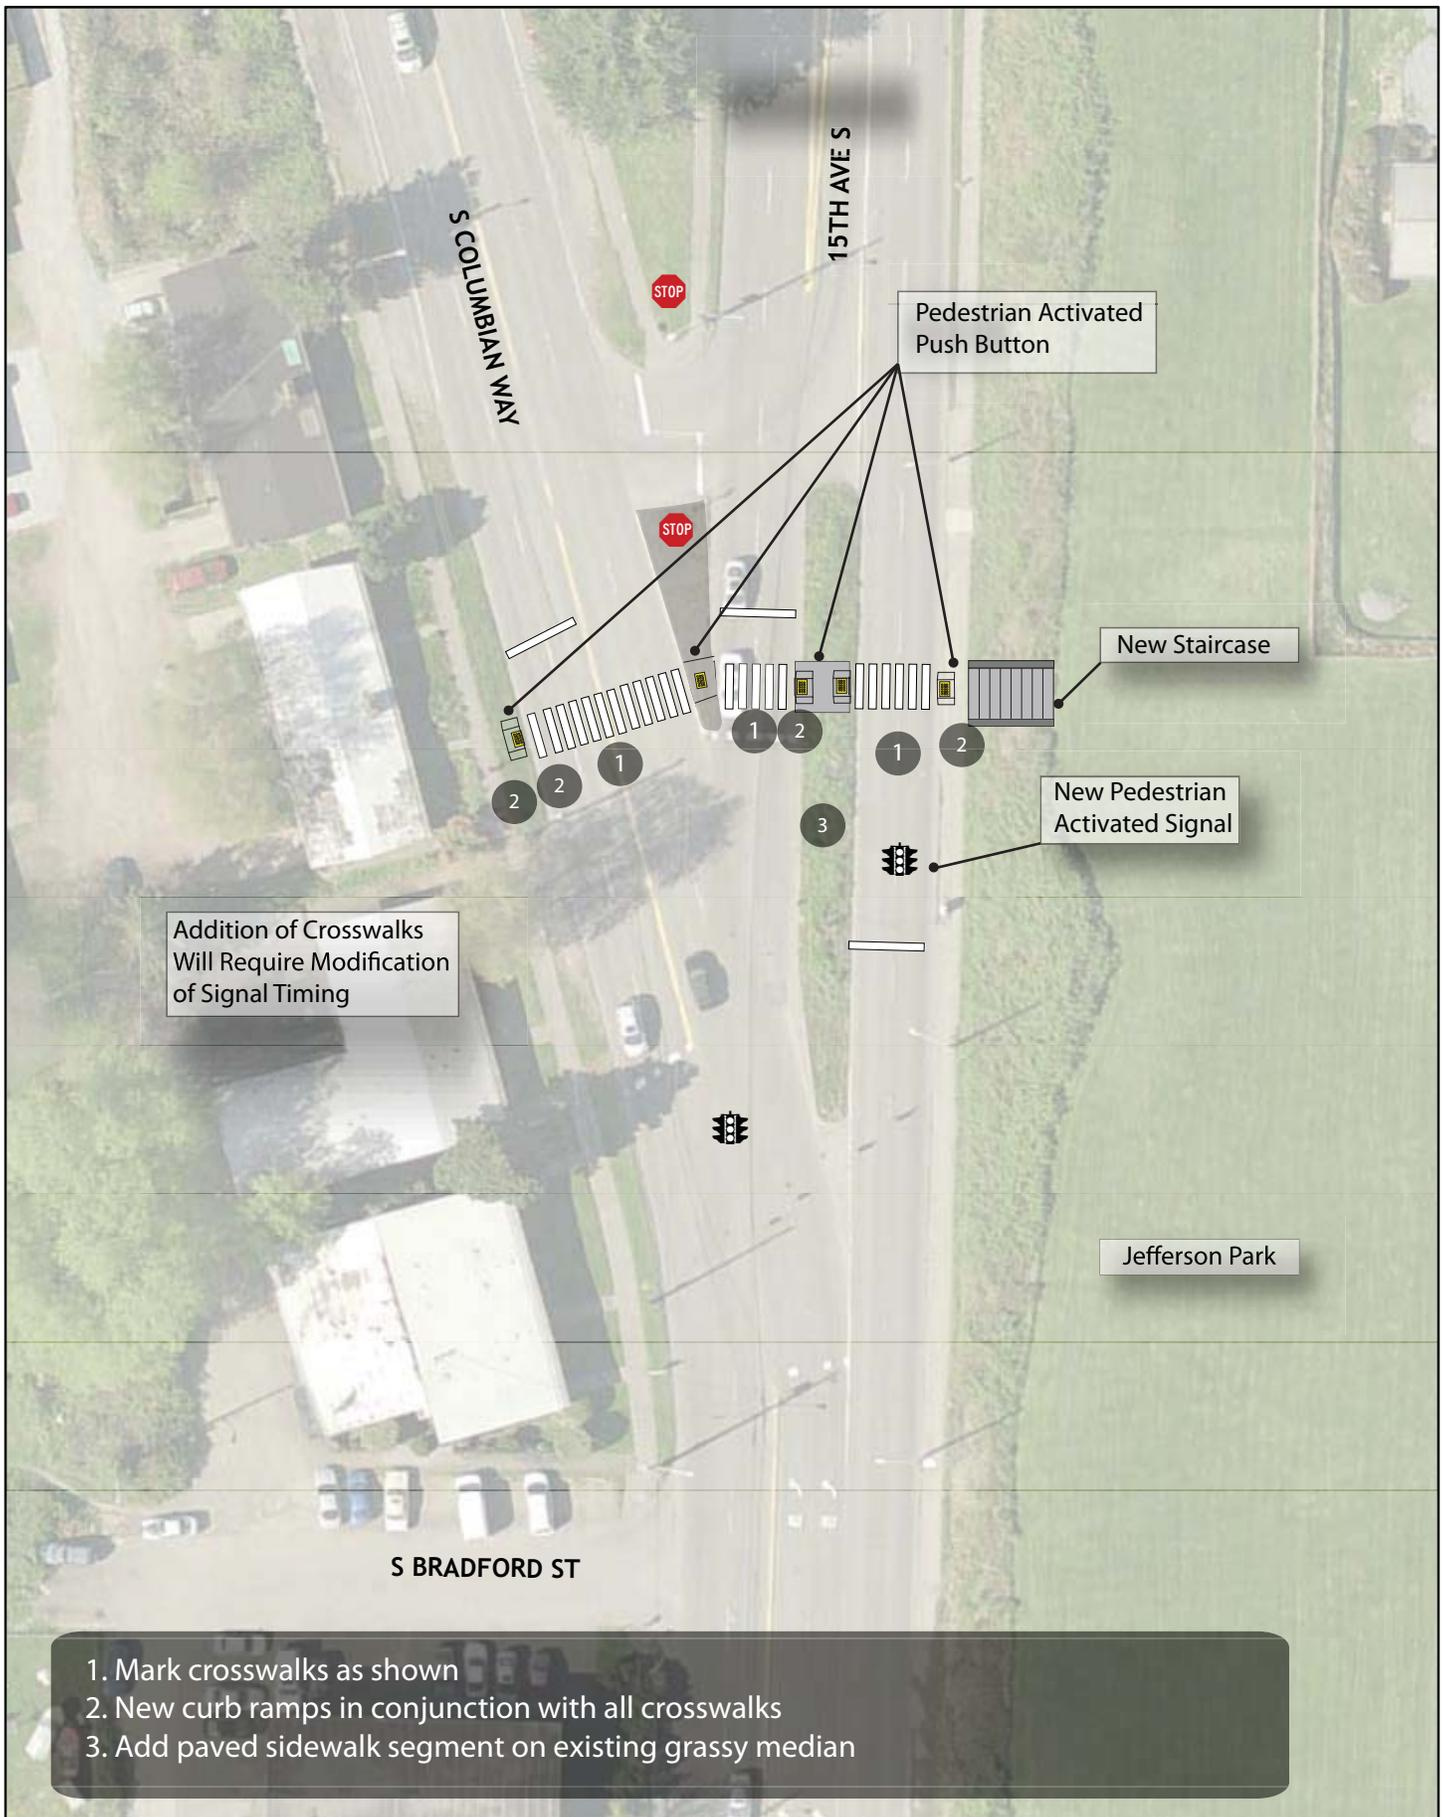 15TH AVE S
S COLUMBIAN WAY
STOP
Pedestrian Activated
Push Button
STOP
New Staircase
1
2
1
2
1
2
2
New Pedestrian
Activated Signal
3
Addition of Crosswalks
Will Require Modification
of Signal Timing
Jefferson Park
S BRADFORD ST
1. Mark crosswalks as shown
2. New curb ramps in conjunction with all crosswalks
3. Add paved sidewalk segment on existing grassy median